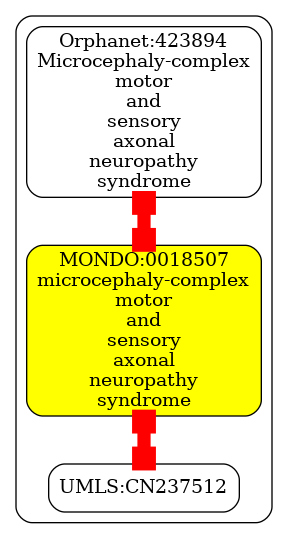 Orphanet:423894
Microcephaly-complex
motor
and
sensory
axonal
neuropathy
syndrome
MONDO:0018507
microcephaly-complex
motor
and
sensory
axonal
neuropathy
syndrome
UMLS:CN237512